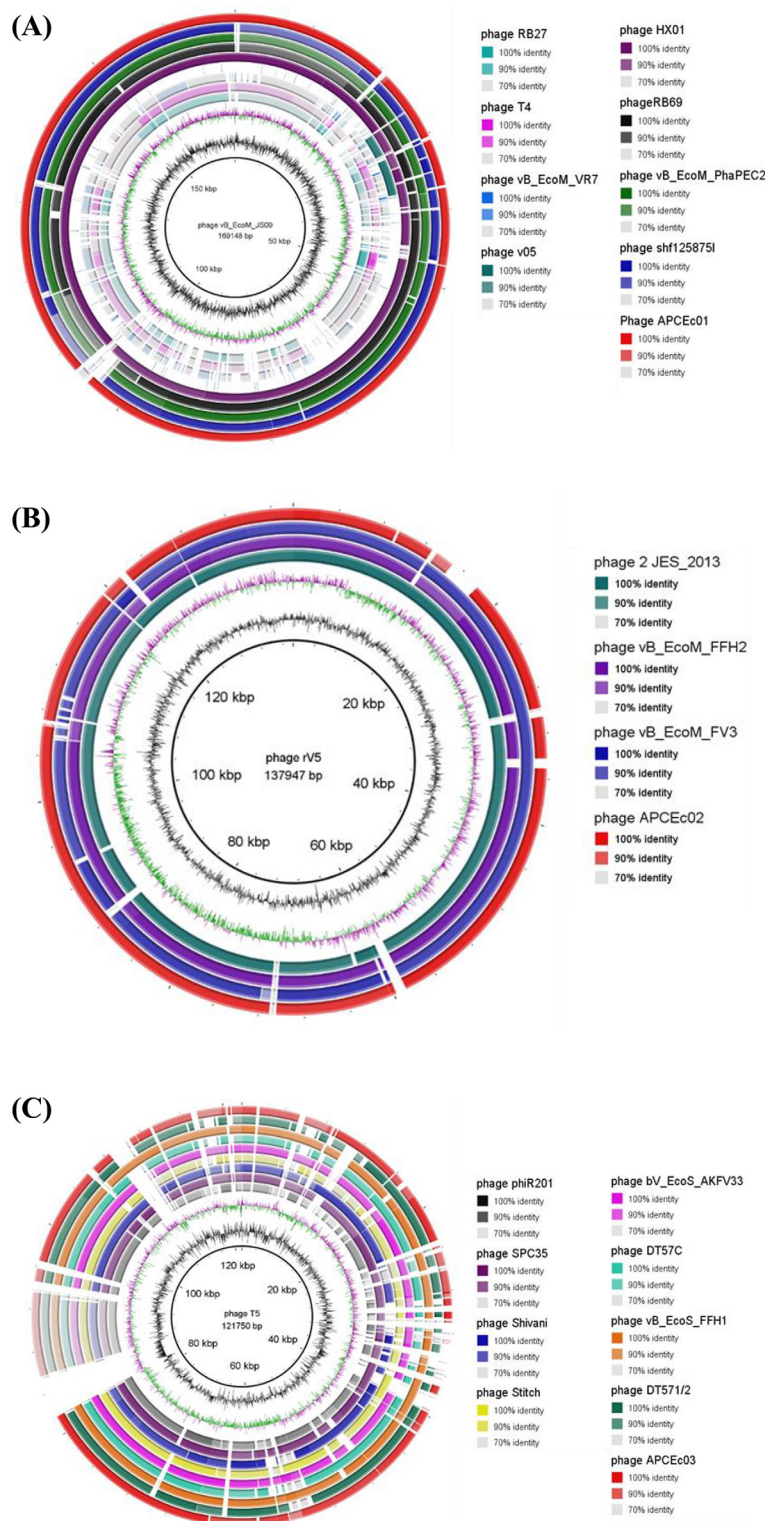 (A)
150 kbp
50 kbp
100 kbp
phage vB_EcoM_JS09
169148 bp
phage RB27
100% identity
90% identity
70% identity
phage T4
100% identity
90% identity
70% identity
phage vB_EcoM_VR7
100% identity
90% identity
70% identity
phage v05
100% identity
90% identity
70% identity
phage HX01
100% identity
90% identity
70% identity
phageRB69
100% identity
90% identity
70% identity
phage vB_EcoM_PhaPEC2
100% identity
90% identity
70% identity
phage shf125875I
100% identity
90% identity
70% identity
Phage APCEc01
100% identity
90% identity
70% identity
(B)
120 kbp
20 kbp
100 kbp
40 kbp
80 kbp
60 kbp
phage rV5
137947 bp
phage 2 JES_2013
100% identity
90% identity
70% identity
phage vB_EcoM_FFH2
100% identity
90% identity
70% identity
phage vB_EcoM_FV3
100% identity
90% identity
70% identity
phage APCEc02
100% identity
90% identity
70% identity
(C)
120 kbp
100 kbp
20 kbp
80 kbp
40 kbp
60 kbp
phage T5
121750 bp
phage phiR201
100% identity
90% identity
70% identity
phage SPC35
100% identity
90% identity
70% identity
phage Shivani
100% identity
90% identity
70% identity
phage Stitch
100% identity
90% identity
70% identity
phage bV_EcoS_AKFV33
100% identity
90% identity
70% identity
phage DT57C
100% identity
90% identity
70% identity
phage vB_EcoS_FFH1
100% identity
90% identity
70% identity
phage DT571/2
100% identity
90% identity
70% identity
phage APCEc03
100% identity
90% identity
70% identity